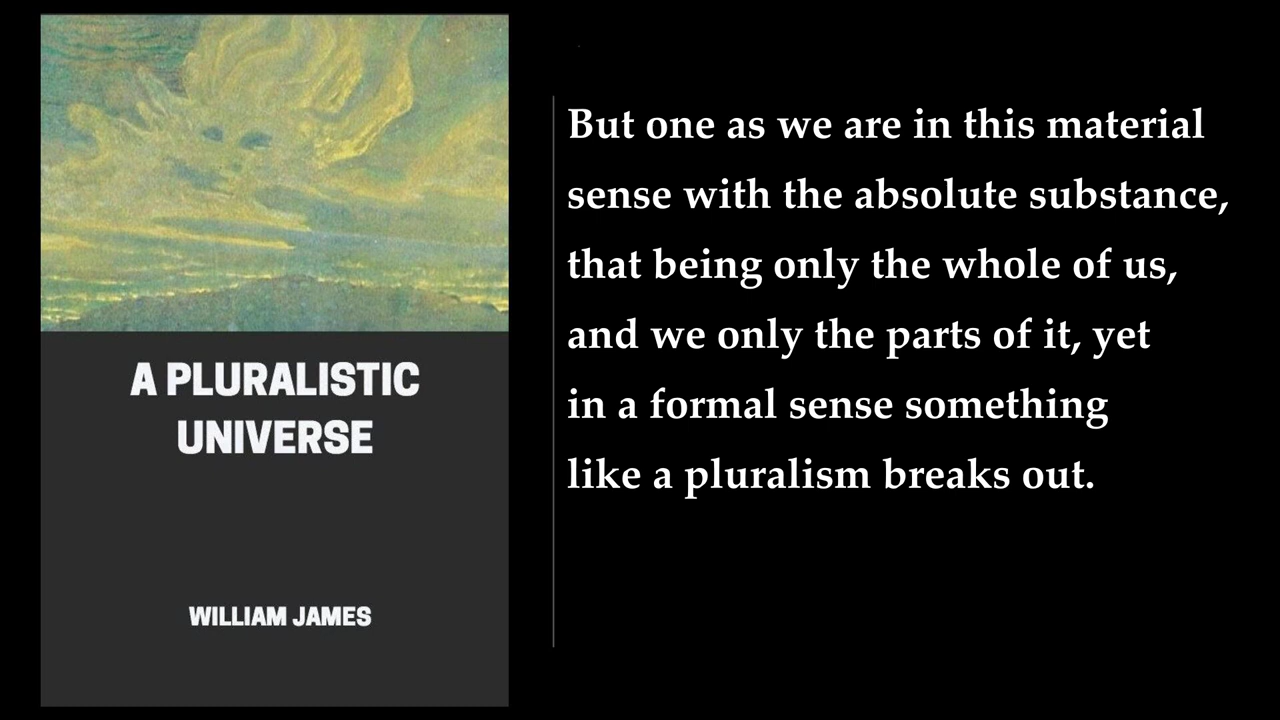 A PLURALISTIC
UNIVERSE
WILLIAM JAMES
But one as we are in this material
sense with the absolute substance,
that being only the whole of us,
and we only the parts of it, yet
in a formal sense something
like a pluralism breaks out.